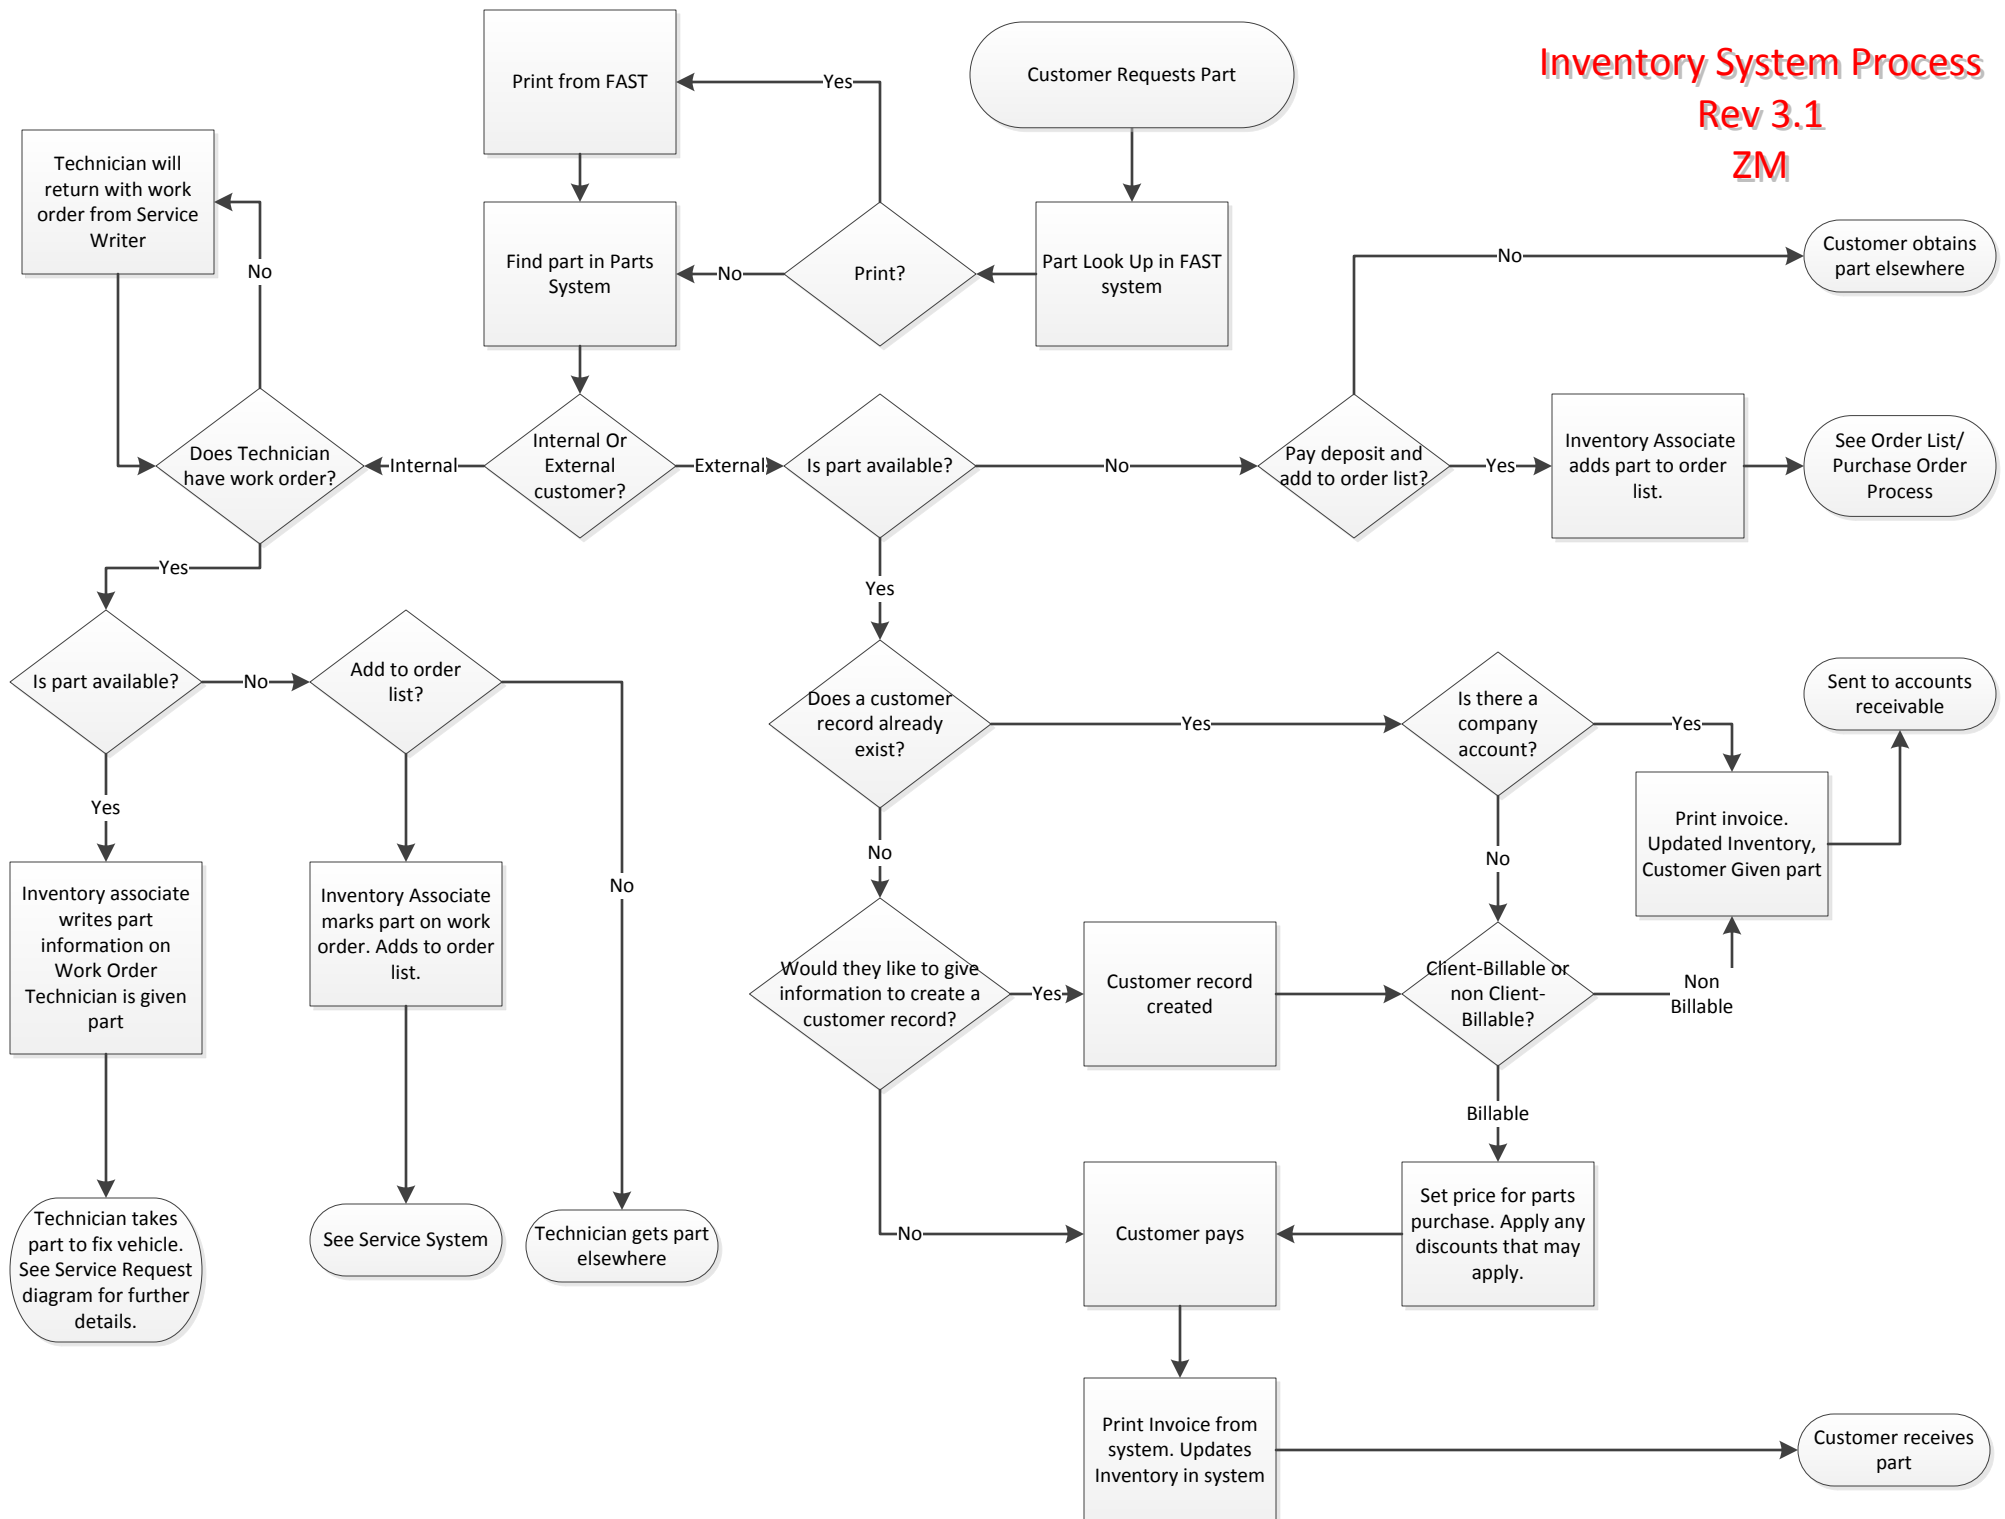 Inventory System Process
Rev 3.1
ZM
Customer Requests Part
Print from FAST
Yes
Technician will
return with work
order from Service
Writer
No
Find part in Parts
System
No
Print?
Part Look Up in FAST
system
No
Customer obtains
part elsewhere
Does Technician
have work order?
Internal
Internal Or
External
customer?
External
Is part available?
No
Pay deposit and
add to order list?
Yes
Inventory Associate
adds part to order
list.
See Order List/
Purchase Order
Process
Yes
Yes
Is part available?
No
Add to order
list?
Does a customer
record already
exist?
Yes
Is there a
company
account?
Yes
Sent to accounts
receivable
Yes
No
No
No
Print invoice.
Updated Inventory,
Customer Given part
Inventory associate
writes part
information on
Work Order
Technician is given
part
Inventory Associate
marks part on work
order. Adds to order
list.
Would they like to give
information to create a
customer record?
Yes
Customer record
created
Client-Billable or
non Client-
Billable?
Non
Billable
Billable
Technician takes
part to fix vehicle.
See Service Request
diagram for further
details.
See Service System
Technician gets part
elsewhere
No
Customer pays
Set price for parts
purchase. Apply any
discounts that may
apply.
Print Invoice from
system. Updates
Inventory in system
Customer receives
part